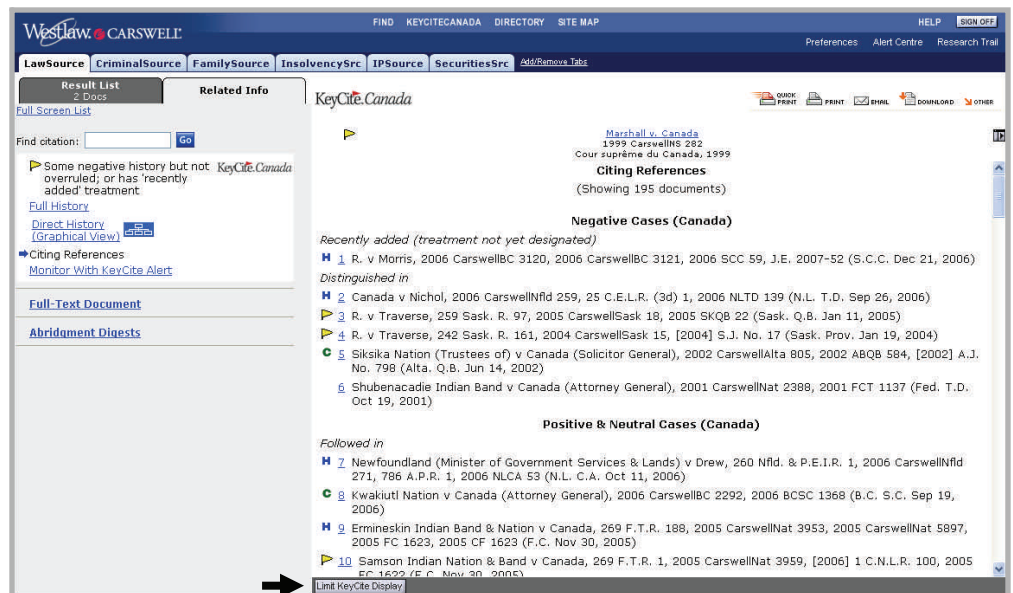 Westlaw. CARSWELL
FIND KEYCITECANADA DIRECTORY SITE MAP
HELP SIGN OFF
Preferences Alert Centre Research Trail
LawSource CriminalSource FamilySource InsolvencySrc IPSource SecuritiesSrc Add/Remove Tabs
Result List
2 Docs
Related Info
Full Screen List
Find citation: Go
Some negative history but not
overruled; or has 'recently
added' treatment
KeyCite.Canada
Full History
Direct History
(Graphical View)
Citing References
Monitor With KeyCite Alert
Full-Text Document
Abridgment Digests
KeyCite.Canada
QUICK PRINT PRINT EMAIL DOWNLOAD OTHER
Marshall v. Canada
1999 CarswellNS 282
Cour suprême du Canada, 1999
Citing References
(Showing 195 documents)
Negative Cases (Canada)
Recently added (treatment not yet designated)
H 1 R. v Morris, 2006 CarswellBC 3120, 2006 CarswellBC 3121, 2006 SCC 59, J.E. 2007-52 (S.C.C. Dec 21, 2006)
Distinguished in
H 2 Canada v Nichol, 2006 CarswellNfld 259, 25 C.E.L.R. (3d) 1, 2006 NLTD 139 (N.L. T.D. Sep 26, 2006)
3 R. v Traverse, 259 Sask. R. 97, 2005 CarswellSask 18, 2005 SKQB 22 (Sask. Q.B. Jan 11,
2005)
4 R. v Traverse, 242 Sask. R. 161, 2004 CarswellSask 15, [2004] S.J. No. 17 (Sask. Prov. Jan 19, 2004)
C 5 Siksika Nation (Trustees of) v Canada (Solicitor General), 2002 CarswellAlta 805, 2002 ABQB 584, [2002] A.J.
No. 798 (Alta. Q.B. Jun 14, 2002)
6 Shubenacadie Indian Band v Canada (Attorney General), 2001 CarswellNat 2388, 2001 FCT 1137 (Fed. T.D.
Oct 19, 2001)
Positive & Neutral Cases (Canada)
Followed in
H 7 Newfoundland (Minister of Government Services & Lands) v Drew, 260 Nfld. & P.E.I.R. 1, 2006 CarswellNfld
271, 786 A.P.R. 1, 2006 NLCA 53 (N.L. C.A. Oct 11, 2006)
C 8 Kwakiutl Nation v Canada (Attorney General), 2006 CarswellBC 2292, 2006 BCSC 1368 (B.C. S.C. Sep 19,
2006)
H 9 Ermineskin Indian Band & Nation v Canada, 269 F.T.R. 188, 2005 CarswellNat 3953, 2005 CarswellNat 5897,
2005 FC 1623, 2005 CF 1623 (F.C. Nov 30, 2005)
10 Samson Indian Nation & Band v Canada, 269 F.T.R. 1, 2005 CarswellNat 3959, [2006] 1 C.N.L.R. 100, 2005
FC 1622 (F.C. Nov 30, 2005)
Limit KeyCite Display